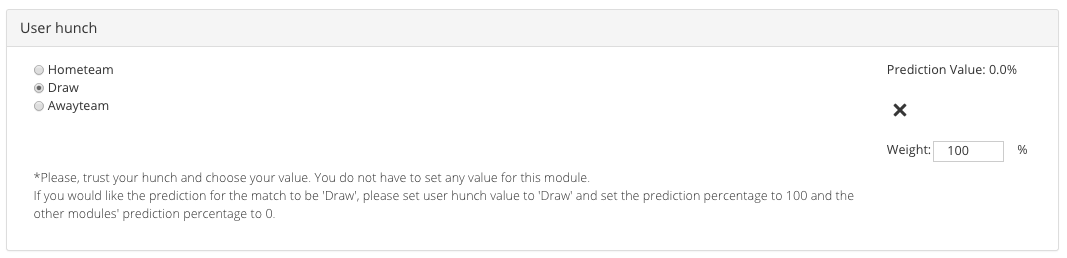 User hunch
Hometeam
Draw
Awayteam
Prediction Value: 0.0%
Weight: 100 %
*Please, trust your hunch and choose your value. You do not have to set any value for this module.
If you would like the prediction for the match to be 'Draw', please set user hunch value to 'Draw' and set the prediction percentage to 100 and the
other modules' prediction percentage to 0.